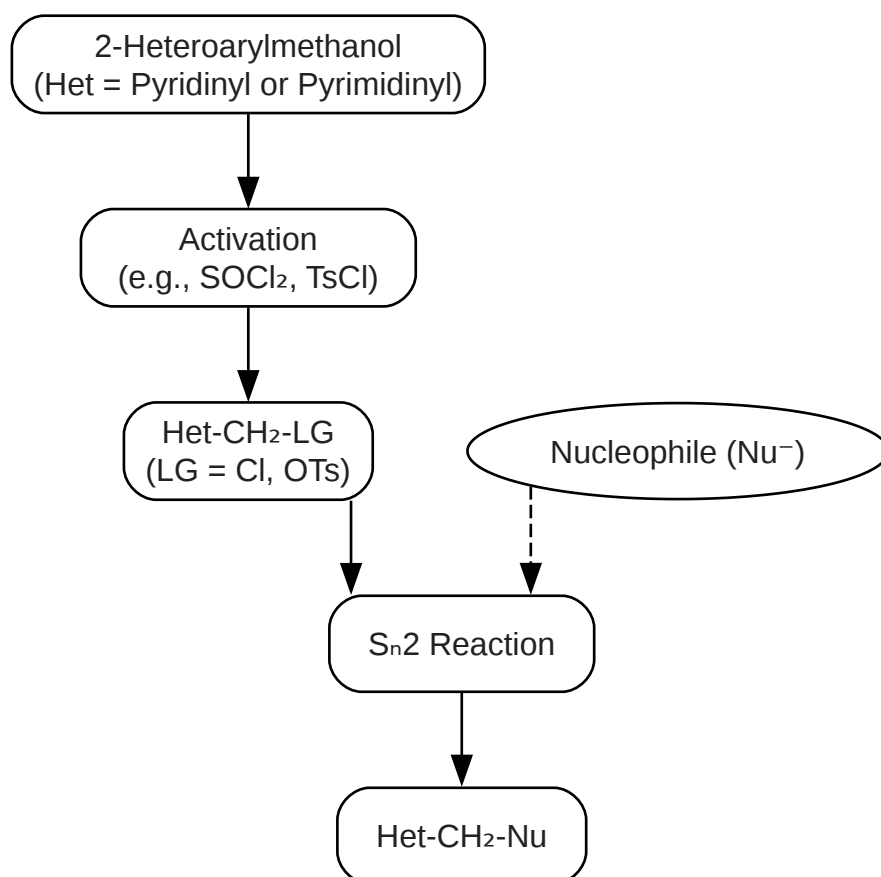 2-Heteroarylmethanol
(Het = Pyridinyl or Pyrimidinyl)
Activation
(e.g., SOCl₂, TsCl)
Het-CH₂-LG
(LG = Cl, OTs)
Nucleophile (Nu⁻)
Sₙ2 Reaction
Het-CH₂-Nu